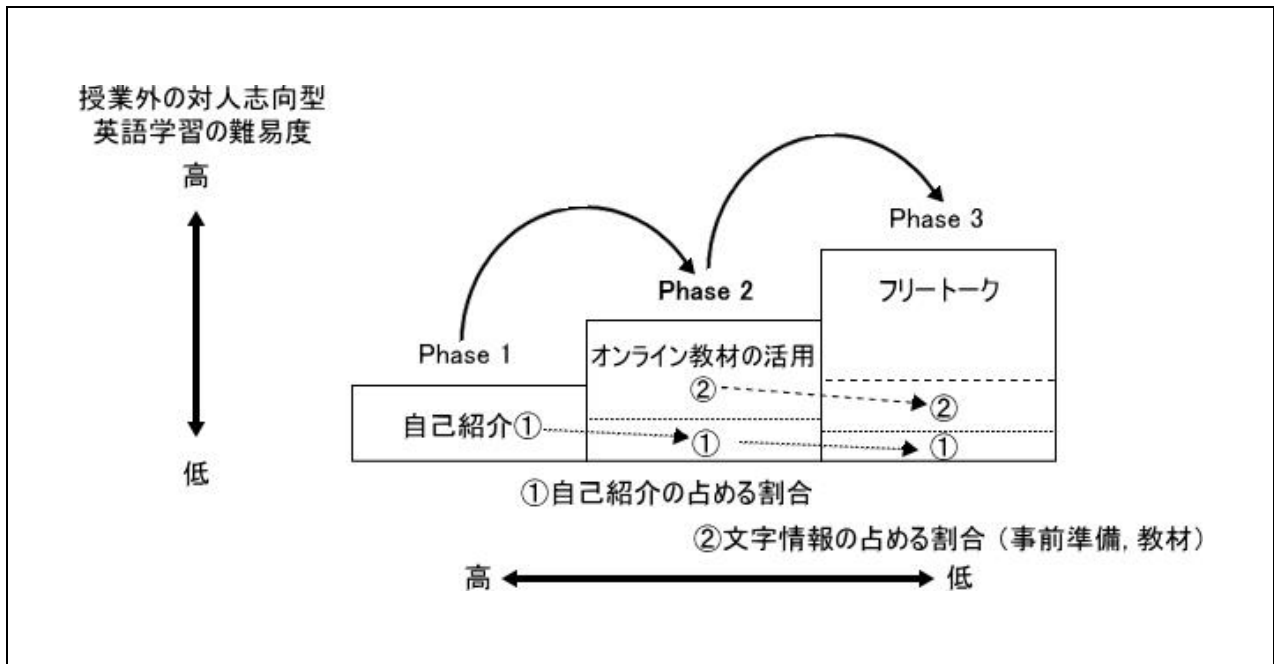 授業外の対人志向型
英語学習の難易度
高
低
Phase 1
自己紹介①
Phase 2
オンライン教材の活用
②
①
Phase 3
フリートーク
②
①
①自己紹介の占める割合
②文字情報の占める割合（事前準備, 教材）
高
低